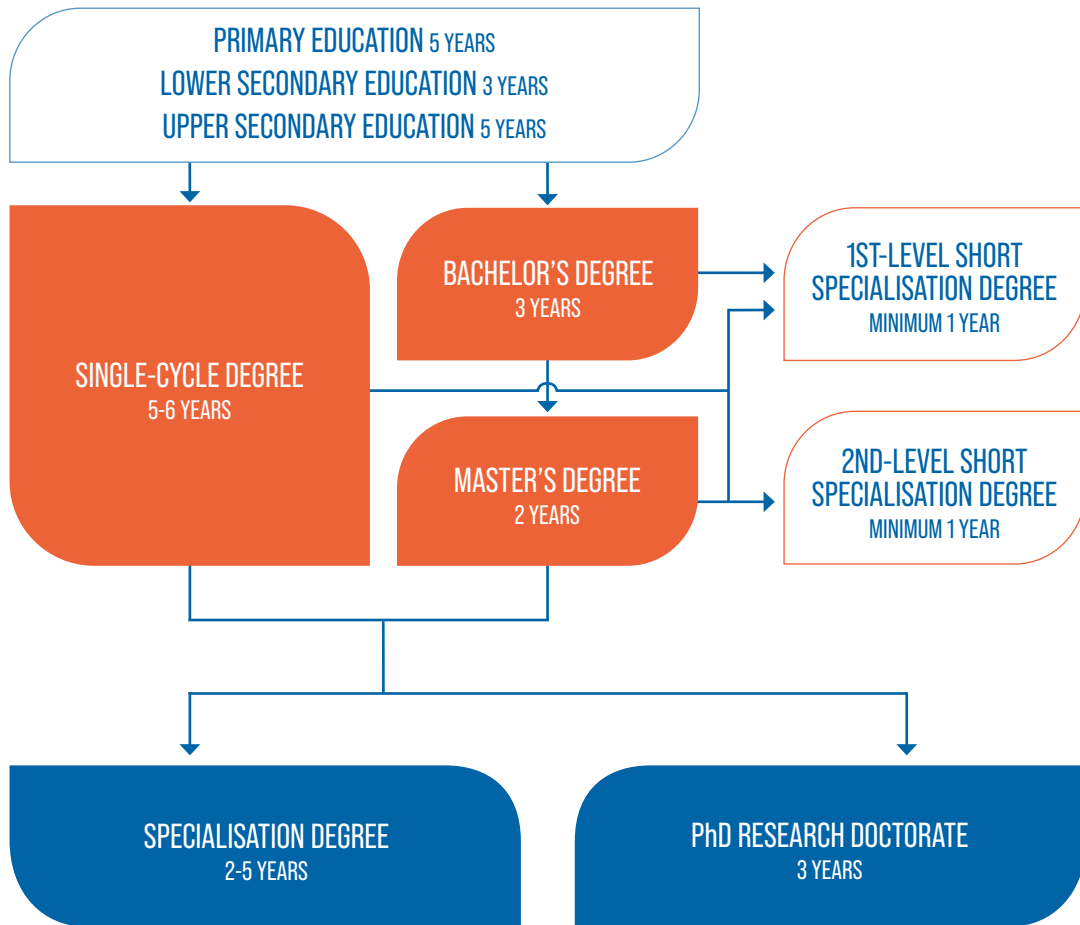 PRIMARY EDUCATION 5 YEARS
LOWER SECONDARY EDUCATION 3 YEARS
UPPER SECONDARY EDUCATION 5 YEARS
SINGLE-CYCLE DEGREE
5-6 YEARS
BACHELOR'S DEGREE
3 YEARS
1ST-LEVEL SHORT
SPECIALISATION DEGREE
MINIMUM 1 YEAR
MASTER'S DEGREE
2 YEARS
2ND-LEVEL SHORT
SPECIALISATION DEGREE
MINIMUM 1 YEAR
SPECIALISATION DEGREE
2-5 YEARS
PhD RESEARCH DOCTORATE
3 YEARS